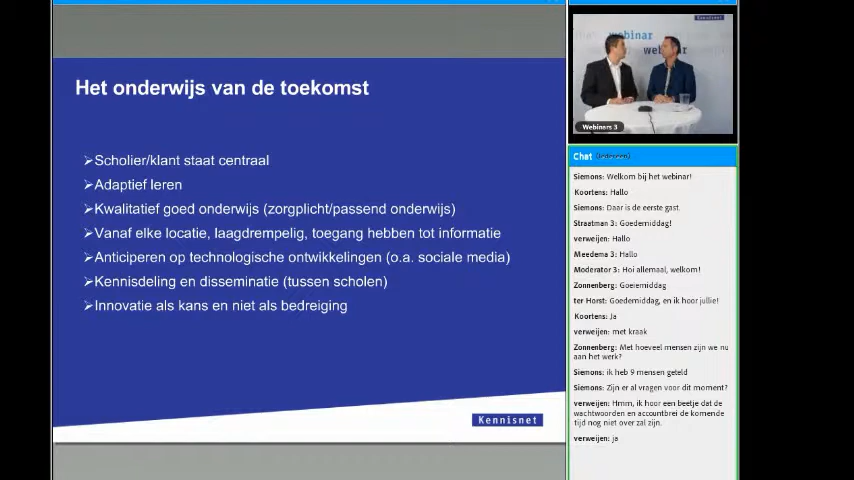 Het onderwijs van de toekomst
➢Scholier/klant staat centraal
➢Adaptief leren
➢Kwalitatief goed onderwijs (zorgplicht/passend onderwijs)
➢Vanaf elke locatie, laagdrempelig, toegang hebben tot informatie
➢Anticiperen op technologische ontwikkelingen (o.a. sociale media)
➢Kennisdeling en disseminatie (tussen scholen)
➢Innovatie als kans en niet als bedreiging
Kennisnet
Kennisnet
webinar
webinar
Webinars 3
Chat (Iedereen)
Siemons: Welkom bij het webinar!
Koortens: Hallo
Siemons: Daar is de eerste gast.
Straatman 3: Goedemiddag!
verweijen: Hallo
Meedema 3: Hallo
Moderator 3: Hoi allemaal, welkom!
Zonnenberg: Goeiemiddag
ter Horst: Goedemiddag, en ik hoor jullie!
Koortens: Ja
verweijen: met kraak
Zonnenberg: Met hoeveel mensen zijn we nu
aan het werk?
Siemons: ik heb 9 mensen geteld
Siemons: Zijn er al vragen voor dit moment?
verweijen: Hmm, ik hoor een beetje dat de
wachtwoorden en accountbrei de komende
tijd nog niet over zal zijn.
verweijen: ja